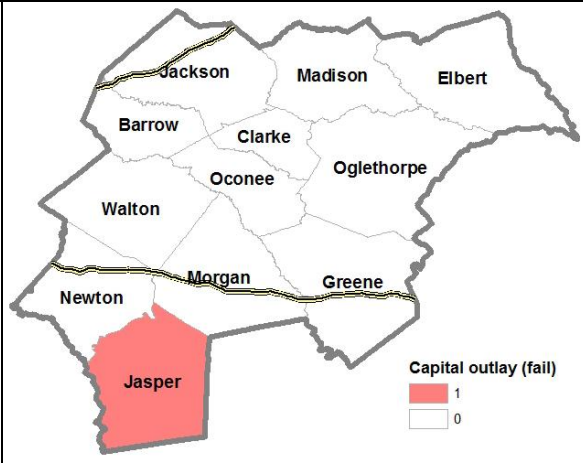 Jackson
Madison
Elbert
Barrow
Clarke
Oglethorpe
Oconee
Walton
Morgan
Greene
Newton
Jasper
Capital outlay (fail)
1
0